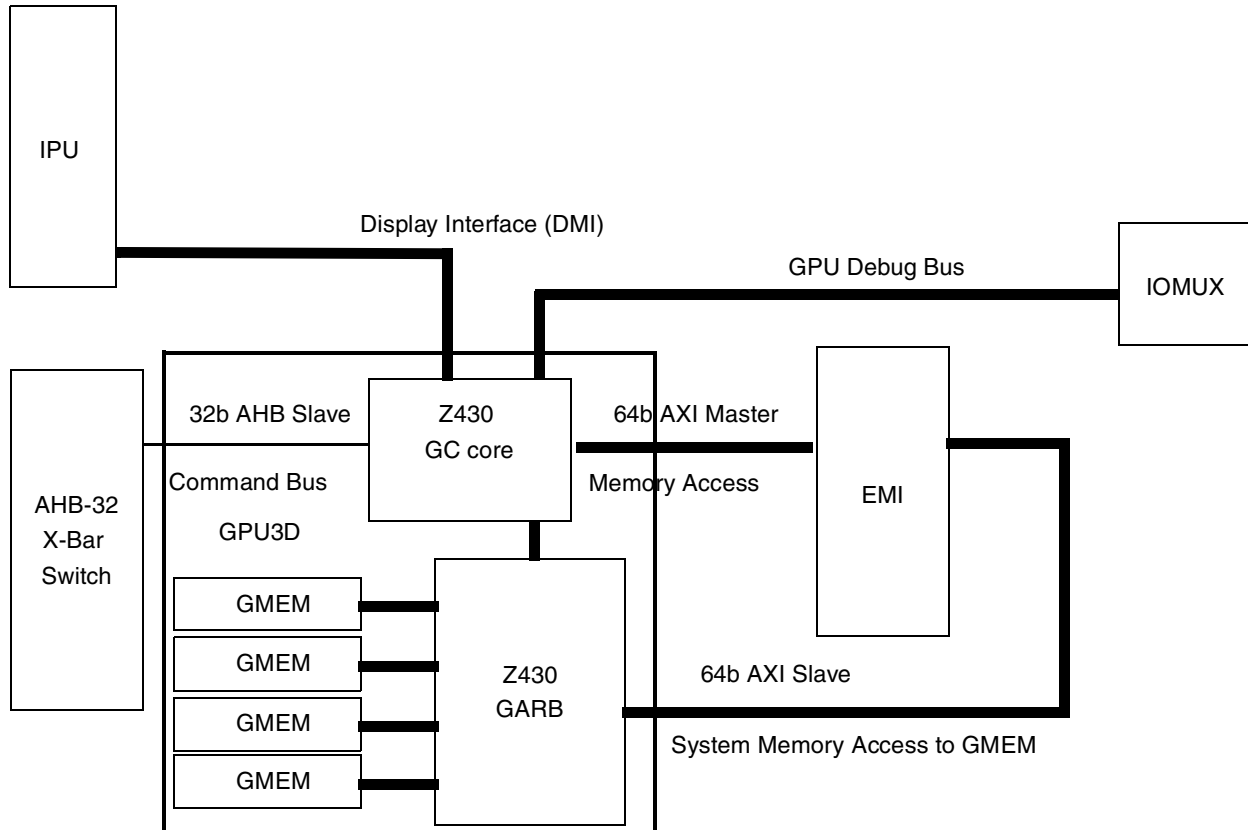 IPU
Display Interface (DMI)
GPU Debug Bus
IOMUX
32b AHB Slave
Z430
GC core
64b AXI Master
Command Bus
Memory Access
AHB-32
X-Bar
Switch
EMI
GPU3D
GMEM
GMEM
GMEM
GMEM
Z430
GARB
64b AXI Slave
System Memory Access to GMEM